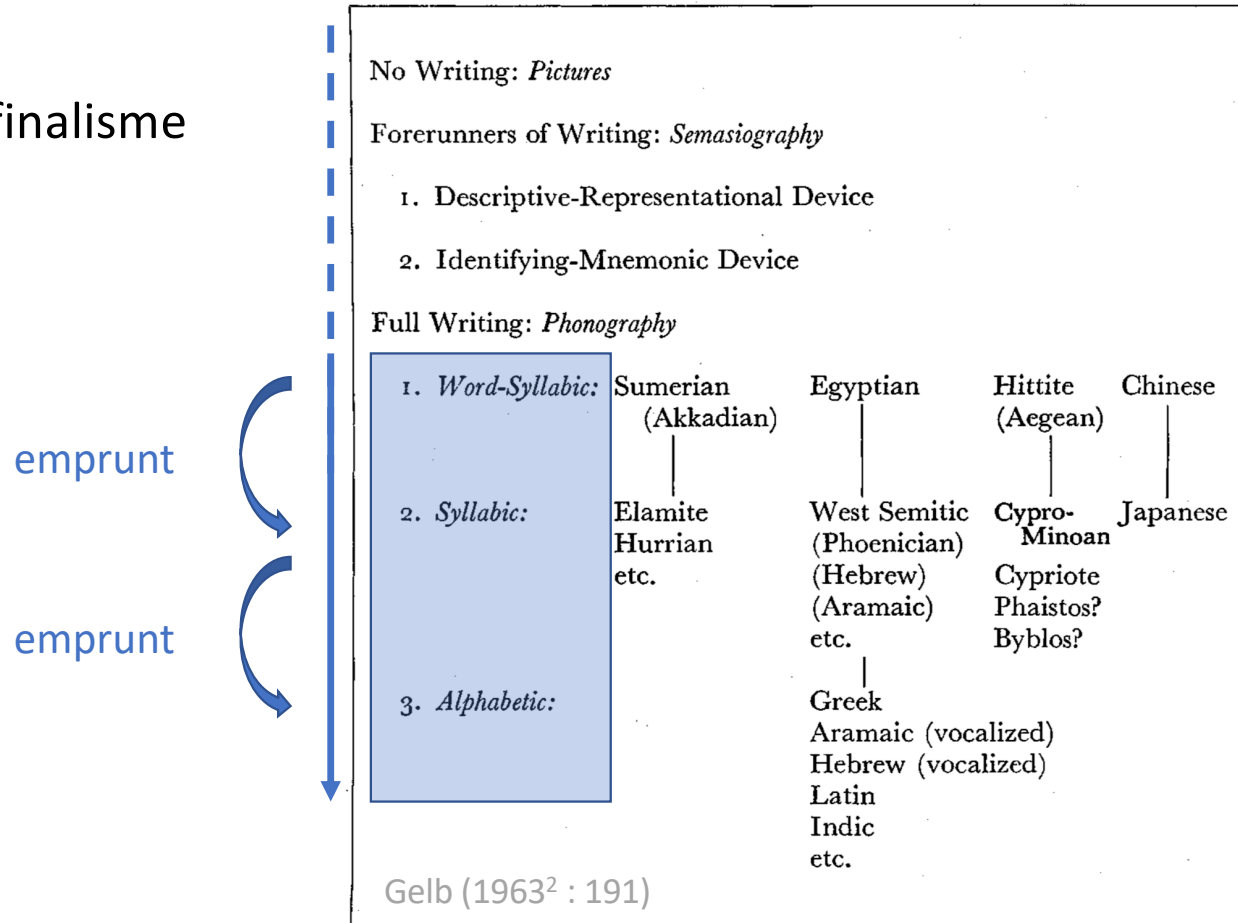 finalisme
No Writing: Pictures
Forerunners of Writing: Semasiography
1. Descriptive-Representational Device
2. Identifying-Mnemonic Device
Full Writing: Phonography
1. Word-Syllabic: Sumerian Egyptian Hittite Chinese
(Akkadian) (Aegean)
emprunt
2. Syllabic: Elamite West Semitic Cypro- Japanese
Hurrian (Phoenician) Minoan
etc. (Hebrew) Cypriote
(Aramaic) Phaistos?
etc. Byblos?
emprunt
3. Alphabetic: Greek
Aramaic (vocalized)
Hebrew (vocalized)
Latin
Indic
etc.
Gelb (1963² : 191)